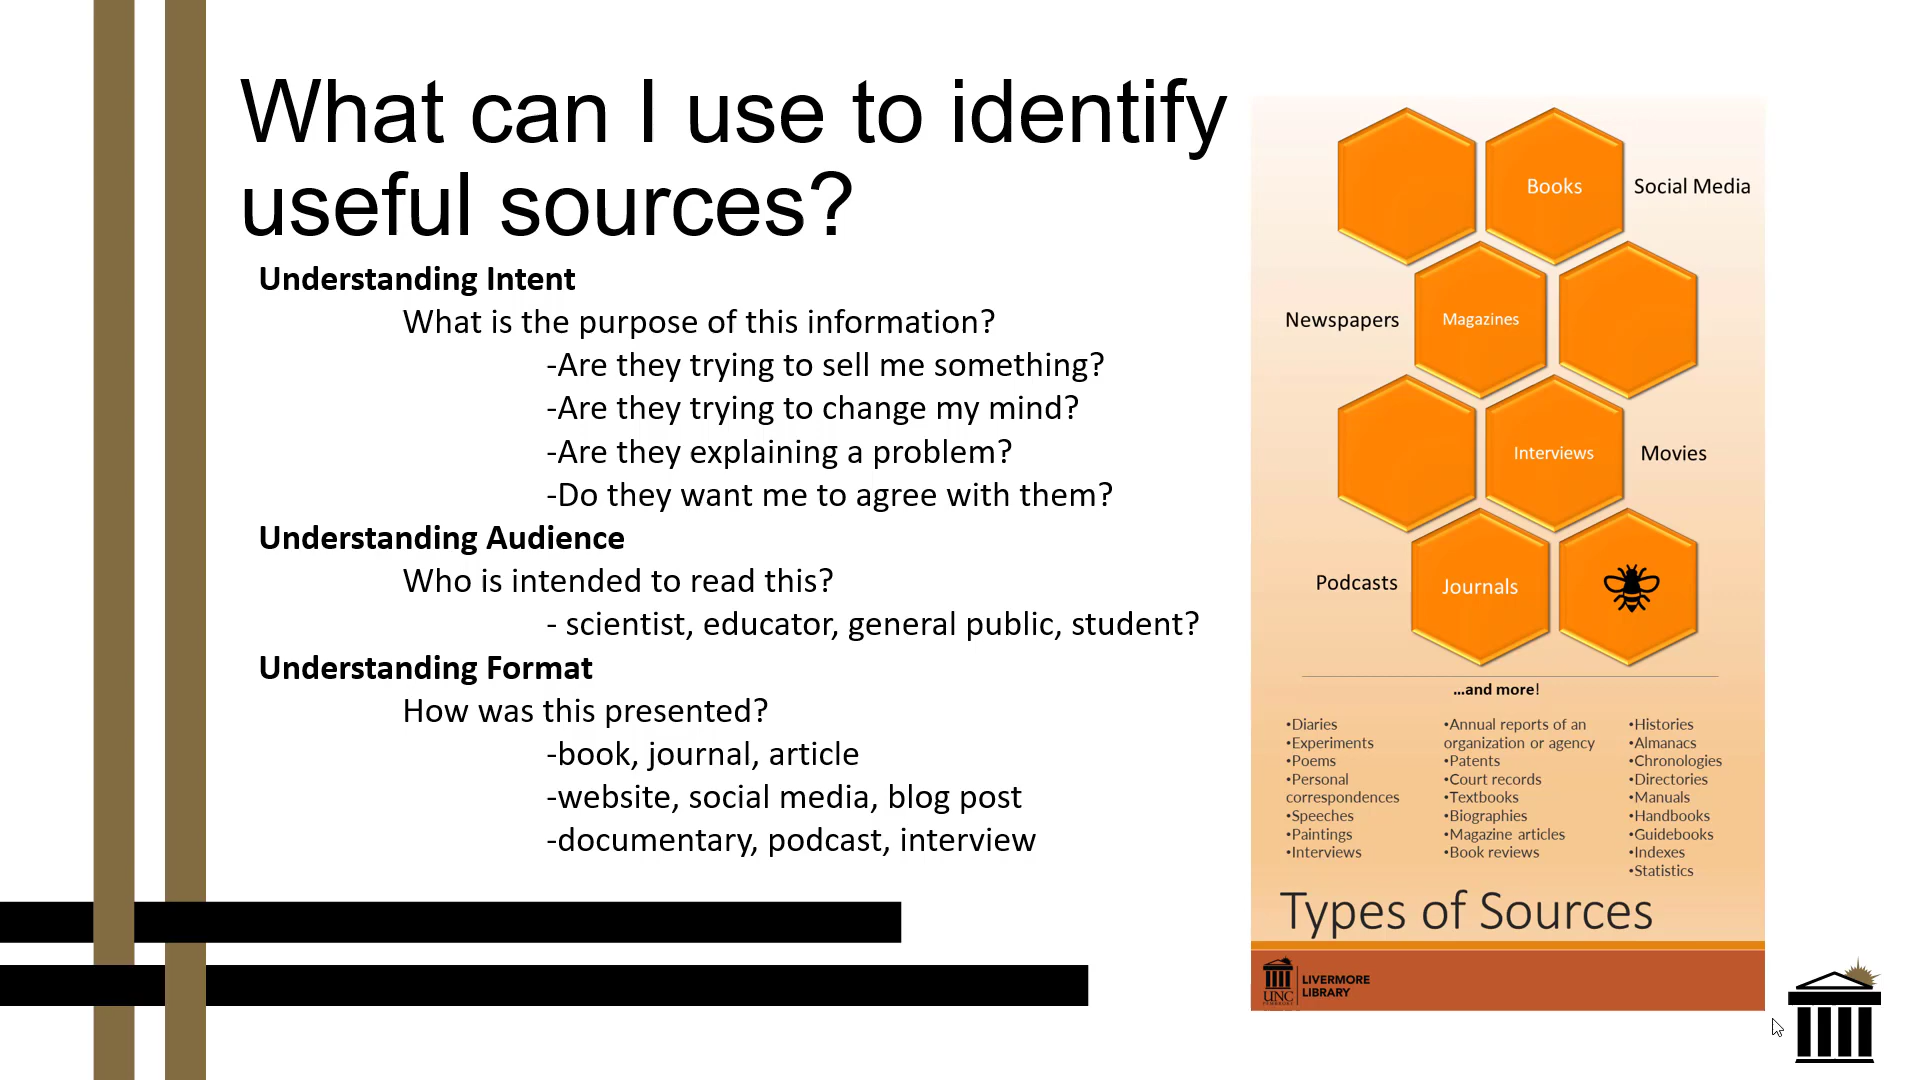 What can I use to identify
useful sources?
Understanding Intent
What is the purpose of this information?
-Are they trying to sell me something?
-Are they trying to change my mind?
-Are they explaining a problem?
-Do they want me to agree with them?
Understanding Audience
Who is intended to read this?
- scientist, educator, general public, student?
Understanding Format
How was this presented?
-book, journal, article
-website, social media, blog post
-documentary, podcast, interview
Books
Social Media
Newspapers
Magazines
Interviews
Movies
Podcasts
Journals
...and more!
•Diaries
•Experiments
•Poems
•Personal
correspondences
•Speeches
•Paintings
•Interviews
•Annual reports of an
organization or agency
•Patents
•Court records
•Textbooks
•Biographies
•Magazine articles
•Book reviews
•Histories
•Almanacs
•Chronologies
•Directories
•Manuals
•Handbooks
•Guidebooks
•Indexes
•Statistics
Types of Sources
UNC
LIVERMORE
LIBRARY